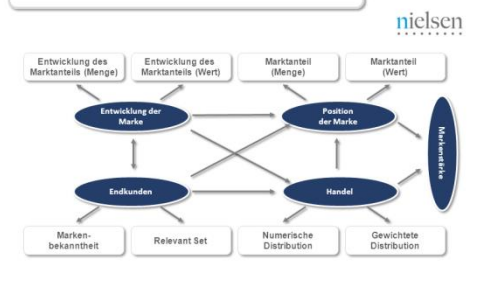 nielsen
Entwicklung des
Marktanteils (Menge)
Entwicklung des
Marktanteils (Wert)
Marktanteil
(Menge)
Marktanteil
(Wert)
Entwicklung der
Marke
Position
der Marke
Markenstärke
Endkunden
Handel
Marken-
bekanntheit
Relevant Set
Numerische
Distribution
Gewichtete
Distribution